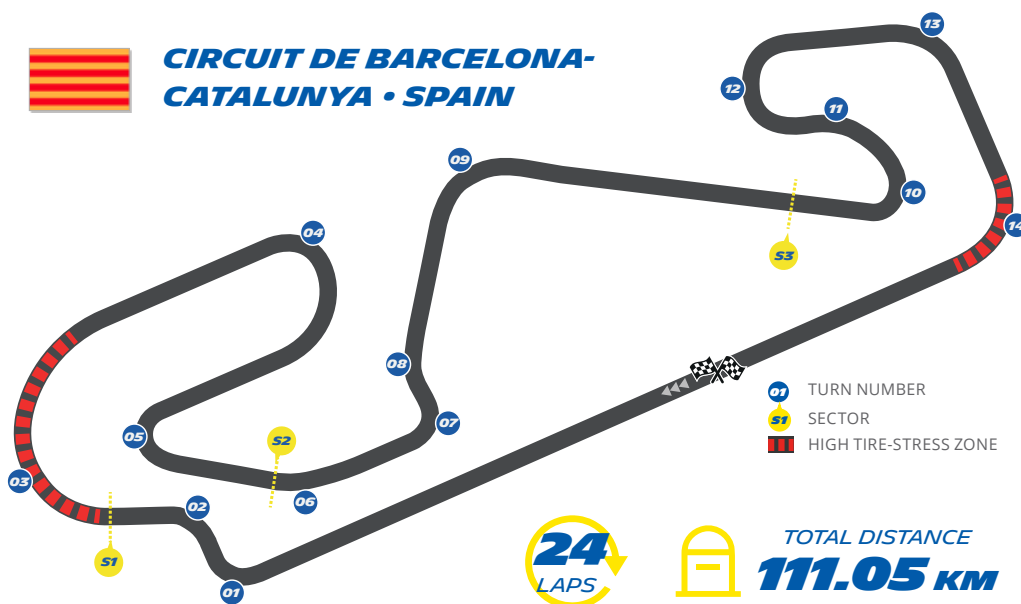 CIRCUIT DE BARCELONA-
CATALUNYA • SPAIN
13
12
11
09
10
04
14
S3
08
01 TURN NUMBER
S1 SECTOR
HIGH TIRE-STRESS ZONE
07
05
S2
03
02
06
S1
01
24
LAPS
TOTAL DISTANCE
111.05 KM